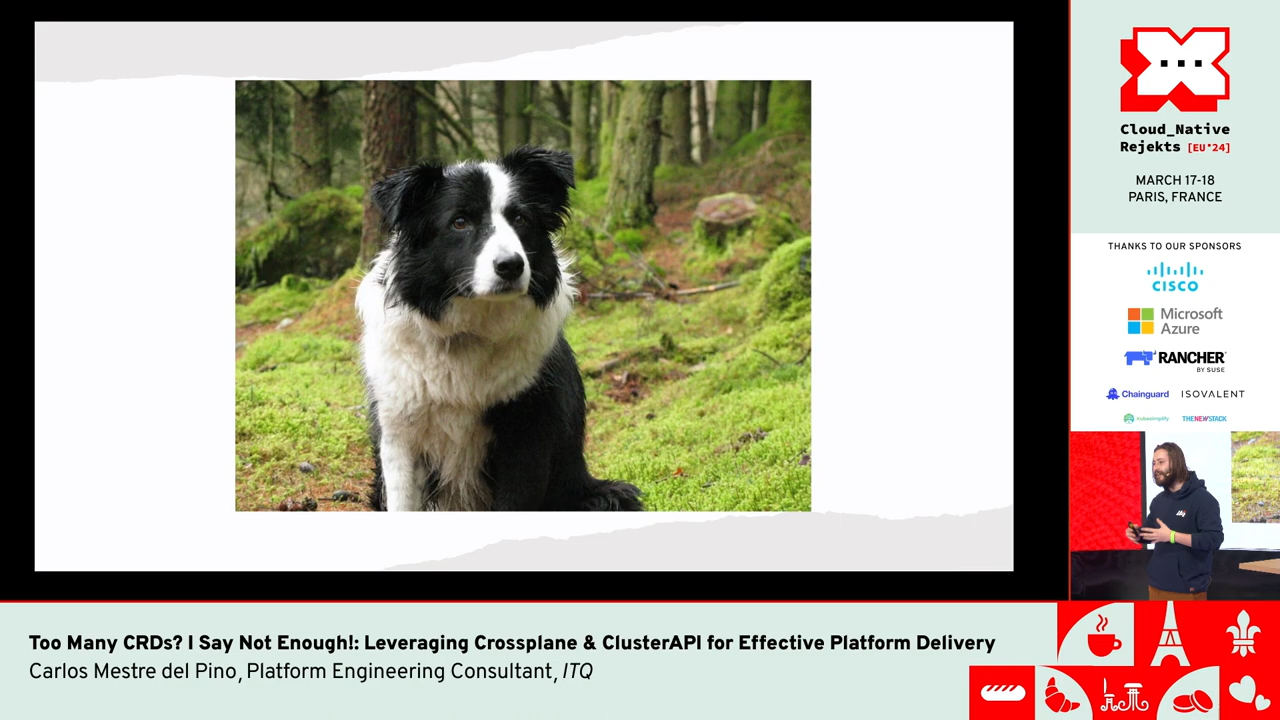 Cloud_Native
Rejekts [EU*24]
MARCH 17-18
PARIS, FRANCE
THANKS TO OUR SPONSORS
CISCO
Microsoft
Azure
RANCHER
BY SUSE
Chainguard ISOVALENT
kubesimplify THENEWSTACK
itq
Too Many CRDs? I Say Not Enough!: Leveraging Crossplane & ClusterAPI for Effective Platform Delivery
Carlos Mestre del Pino, Platform Engineering Consultant, ITQ